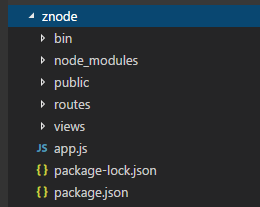 znode
bin
node_modules
public
routes
views
JS app.js
{ } package-lock.json
{ } package.json